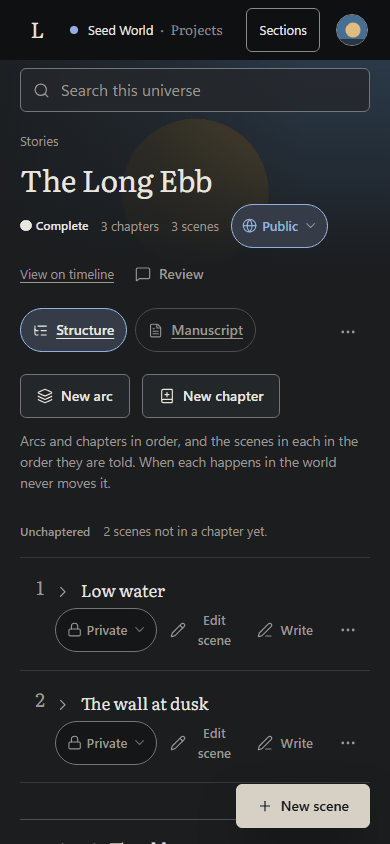 L
Seed World · Projects
Sections
Search this universe
Stories
The Long Ebb
Complete 3 chapters 3 scenes Public
View on timeline Review
Structure Manuscript
New arc New chapter
Arcs and chapters in order, and the scenes in each in the
order they are told. When each happens in the world
never moves it.
Unchaptered 2 scenes not in a chapter yet.
1 Low water
Private Edit scene Write
2 The wall at dusk
Private Edit scene Write
New scene